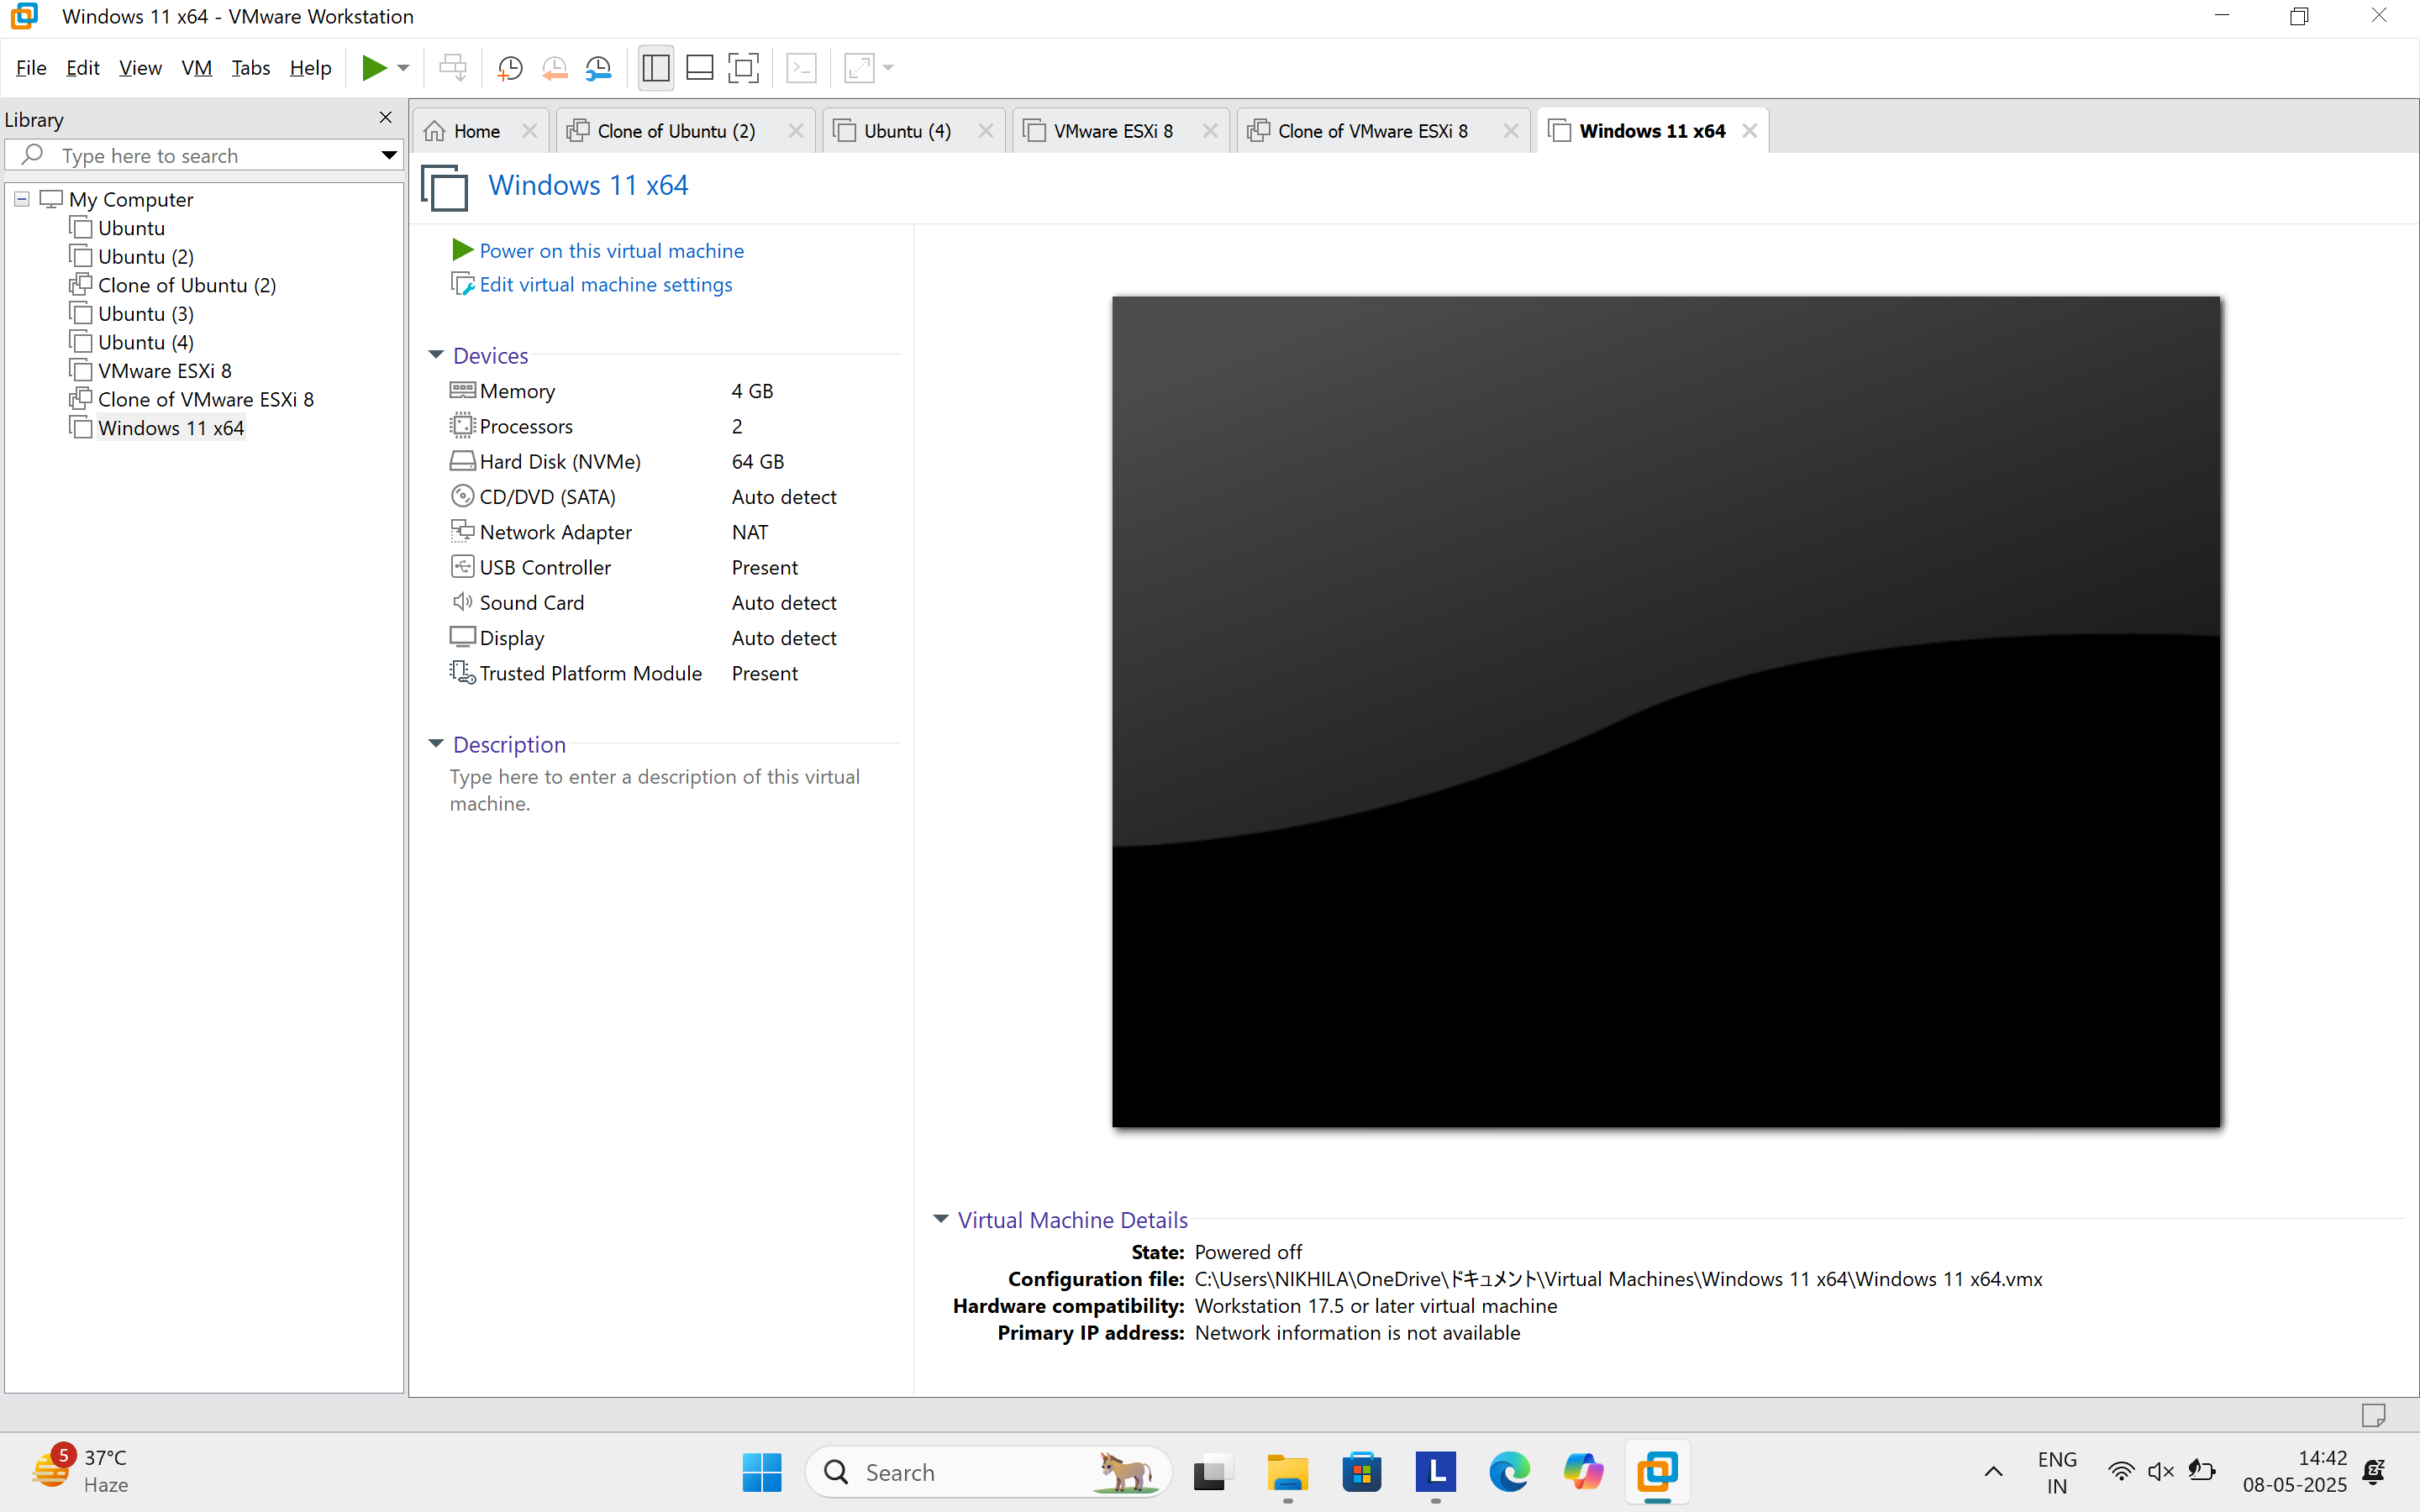 Windows 11 x64 - VMware Workstation
File Edit View VM Tabs Help
Library
Type here to search
My Computer
Ubuntu
Ubuntu (2)
Clone of Ubuntu (2)
Ubuntu (3)
Ubuntu (4)
VMware ESXi 8
Clone of VMware ESXi 8
Windows 11 x64
Home Clone of Ubuntu (2) Ubuntu (4) VMware ESXi 8 Clone of VMware ESXi 8 Windows 11 x64
Windows 11 x64
Power on this virtual machine
Edit virtual machine settings
Devices
Memory 4 GB
Processors 2
Hard Disk (NVMe) 64 GB
CD/DVD (SATA) Auto detect
Network Adapter NAT
USB Controller Present
Sound Card Auto detect
Display Auto detect
Trusted Platform Module Present
Description
Type here to enter a description of this virtual
machine.
Virtual Machine Details
State: Powered off
Configuration file: C:\Users\NIKHILA\OneDrive\ドキュメント\Virtual Machines\Windows 11 x64\Windows 11 x64.vmx
Hardware compatibility: Workstation 17.5 or later virtual machine
Primary IP address: Network information is not available
5 37°C
Haze
Search
L
ENG
IN
14:42
08-05-2025